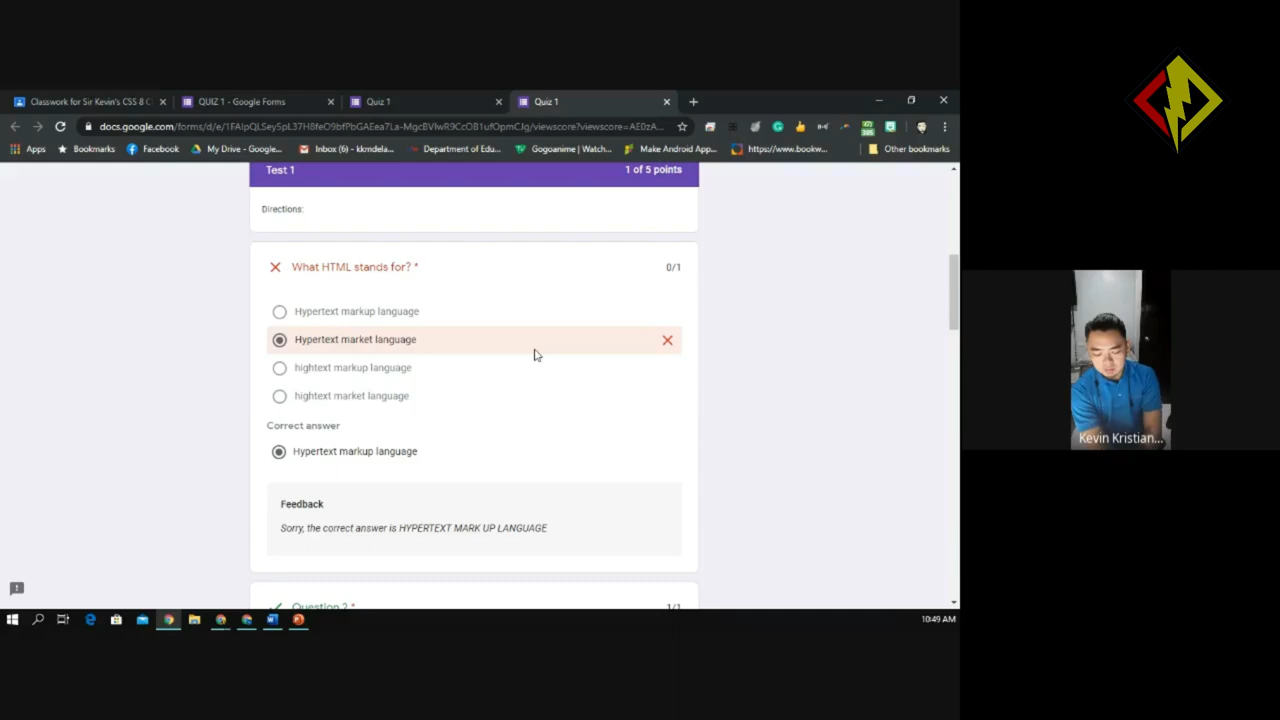 Classwork for Sir Kevin's CSS 8 C
QUIZ 1 - Google Forms
Quiz 1
Quiz 1
Apps
Bookmarks
Facebook
My Drive - Google...
Inbox (6) - kkmdela...
Department of Edu...
Gogoanime | Watch...
Make Android App...
https://www.bookw...
Other bookmarks
Test 1
1 of 5 points
Directions:
What HTML stands for? *
0/1
Hypertext markup language
Hypertext market language
hightext markup language
hightext market language
Correct answer
Hypertext markup language
Feedback
Sorry, the correct answer is HYPERTEXT MARK UP LANGUAGE
Question 2 *
1/1
10:49 AM
Kevin Kristian...